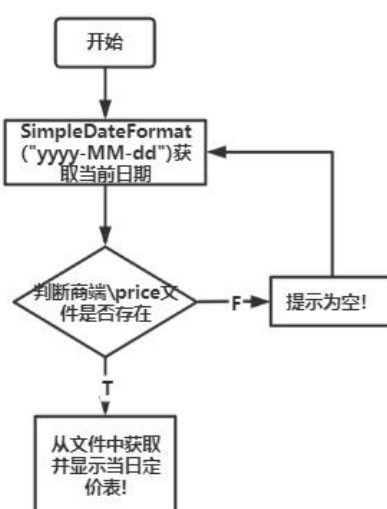 开始
SimpleDateFormat
("yyyy-MM-dd")获
取当前日期
判断商端\price文
件是否存在
F
提示为空!
T
从文件中获取
并显示当日定
价表!